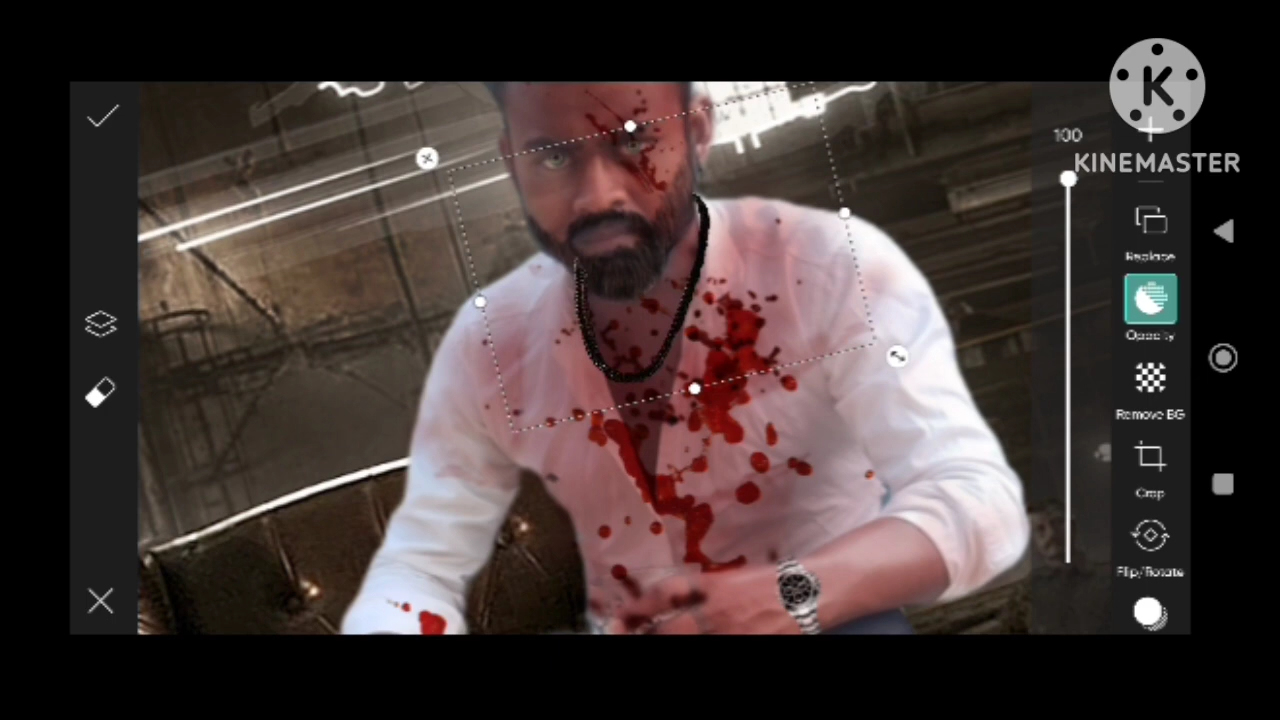 100
K
KINEMASTER
Replace
Opacity
Remove BG
Crop
Flip/Rotate